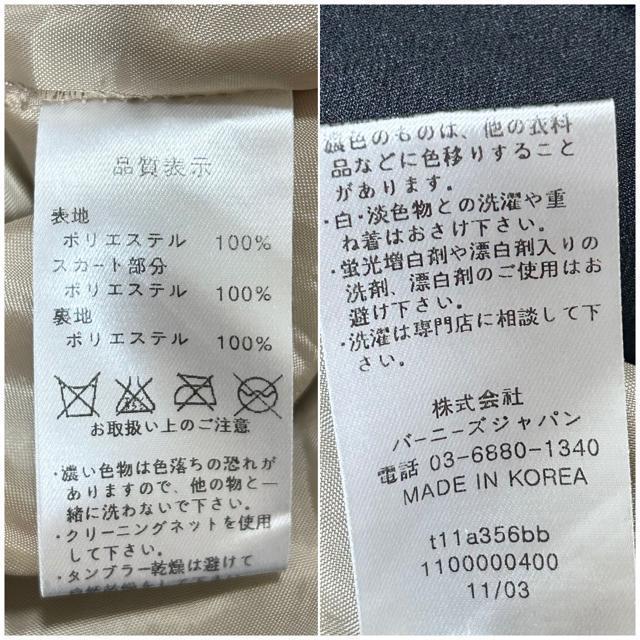 品質表示
表地
ポリエステル 100%
スカート部分
ポリエステル 100%
裏地
ポリエステル 100%
お取扱い上のご注意
・濃い色物は色落ちの恐れが
ありますので、他の物と一
緒に洗わないで下さい。
・クリーニングネットを使用
して下さい。
・タンブラー乾燥は避けて
濃色のものは、他の衣料
品などに色移りすること
があります。
・白・淡色物との洗濯や重
ね着はおさけ下さい。
・蛍光増白剤や漂白剤入りの
洗剤、漂白剤のご使用はお
避け下さい。
・洗濯は専門店に相談して下
さい。
株式会社
バーニーズジャパン
電話 03-6880-1340
MADE IN KOREA
t11a356bb
1100000400
11/03